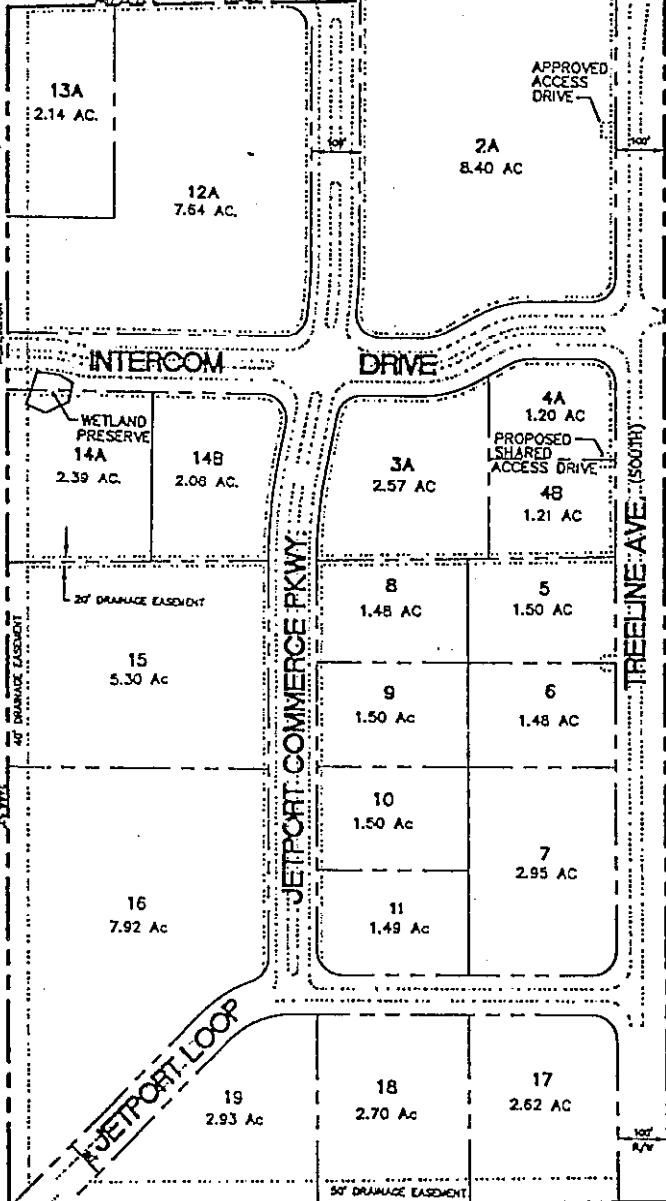 13A
2.14 AC.
12A
7.64 AC.
2A
8.40 AC
APPROVED
ACCESS
DRIVE
100'
INTERCOM DRIVE
WETLAND
PRESERVE
14A
2.39 AC.
14B
2.08 AC.
3A
2.57 AC
4A
1.20 AC
PROPOSED
SHARED
ACCESS DRIVE
4B
1.21 AC
TREELINE AVE. (SOUTH)
20' DRAINAGE EASEMENT
40' DRAINAGE EASEMENT
JETPORT COMMERCE PKWY.
8
1.48 AC
5
1.50 AC
15
5.30 Ac
9
1.50 Ac
6
1.48 AC
10
1.50 Ac
7
2.95 AC
16
7.92 Ac
11
1.49 Ac
JETPORT LOOP
19
2.93 Ac
18
2.70 Ac
17
2.62 AC
100'
R/W
50' DRAINAGE EASEMENT